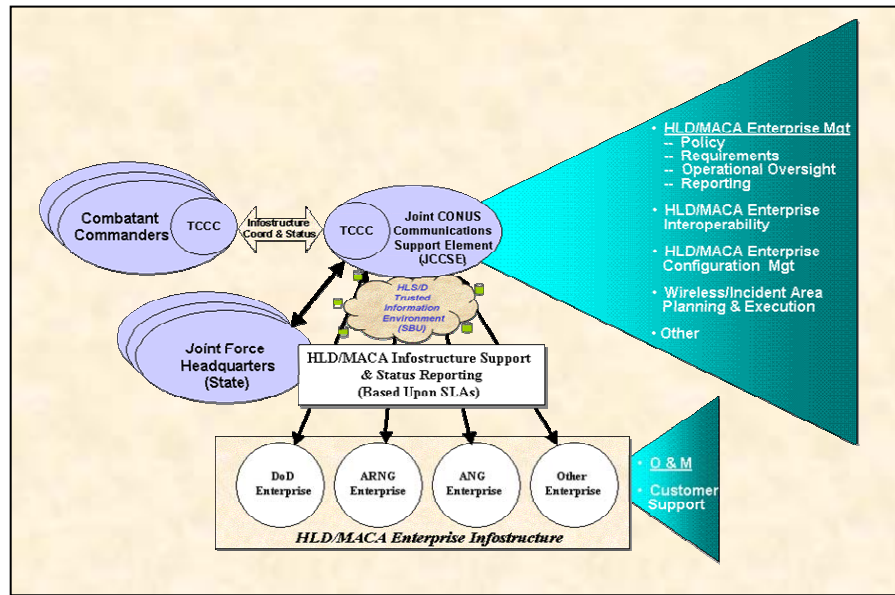 Combatant
Commanders
TCCC
Infostructure
Coord & Status
TCCC
Joint CONUS
Communications
Support Element
(JCCSE)
HLS/D
Trusted
Information
Environment
(SBU)
Joint Force
Headquarters
(State)
HLD/MACA Infostructure Support
& Status Reporting
(Based Upon SLAs)
DoD
Enterprise
ARNG
Enterprise
ANG
Enterprise
Other
Enterprise
HLD/MACA Enterprise Infostructure
• HLD/MACA Enterprise Mgt
– Policy
– Requirements
– Operational Oversight
– Reporting
• HLD/MACA Enterprise
Interoperability
• HLD/MACA Enterprise
Configuration Mgt
• Wireless/Incident Area
Planning & Execution
• Other
• O & M
• Customer
Support